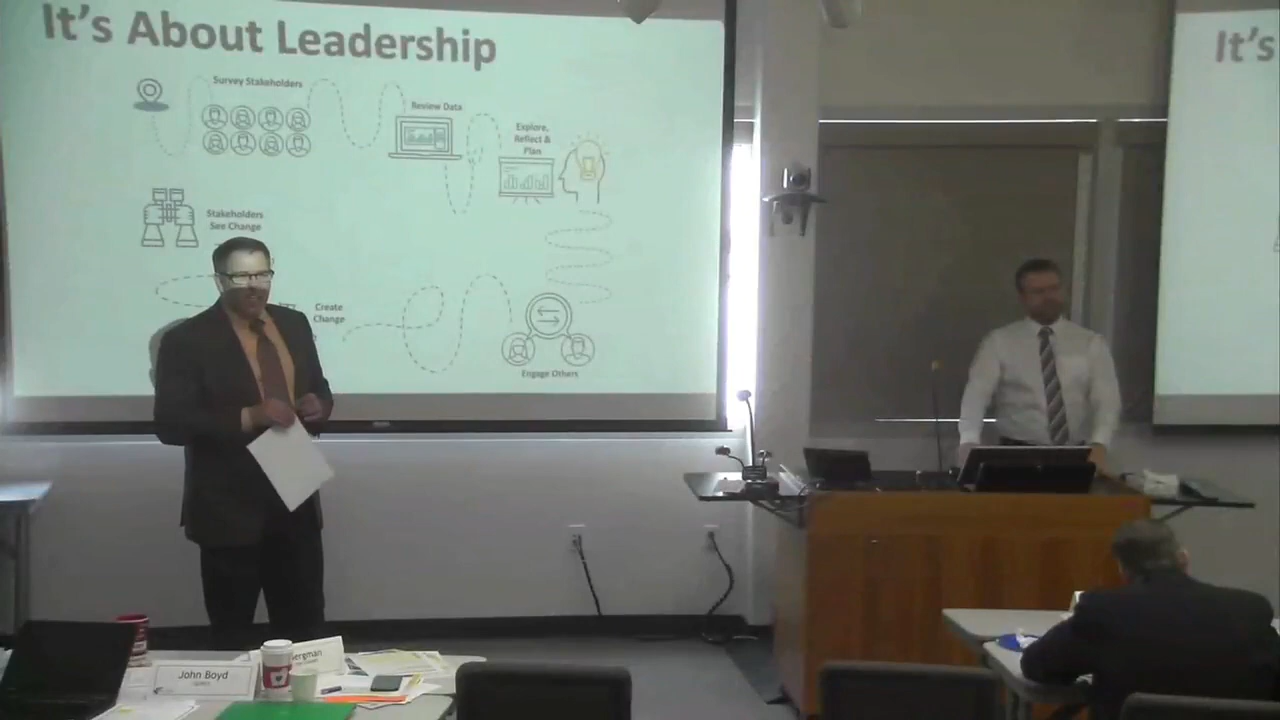 It's About Leadership
It's
Survey Stakeholders
Review Data
Explore,
Reflect &
Plan
Stakeholders
See Change
Create
Change
Engage Others
ergman
John Boyd